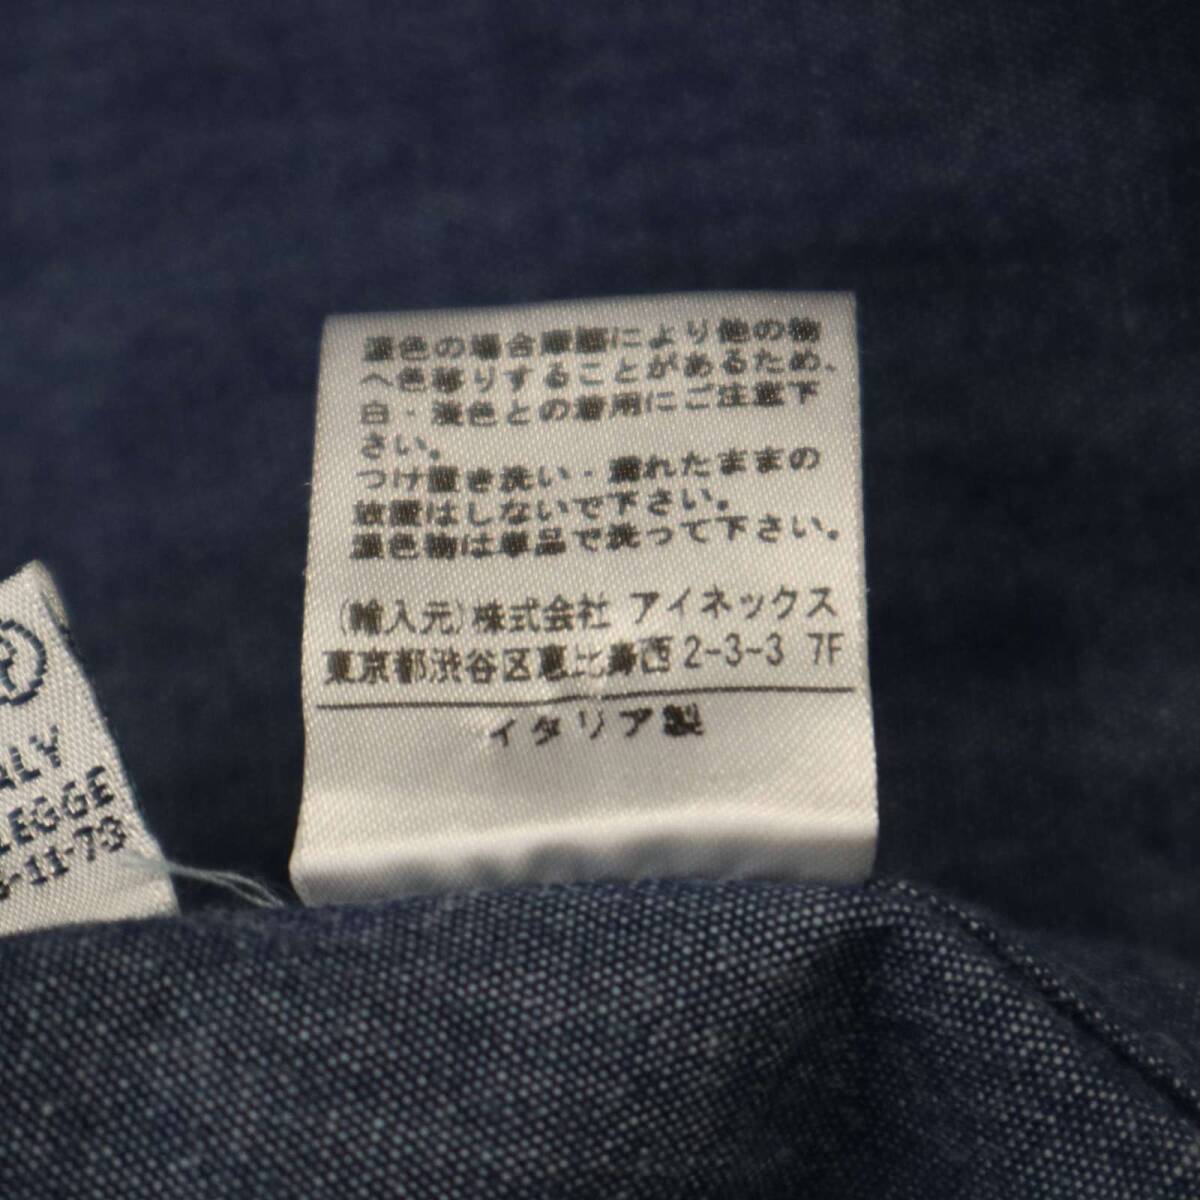 濃色の場合摩擦により他の物
へ色移りすることがあるため、
白・淡色との着用にご注意下
さい。
つけ置き洗い・濡れたままの
放置はしないで下さい。
濃色物は単品で洗って下さい。
(輸入元)株式会社 アイネックス
東京都渋谷区恵比寿西2-3-3 7F
イタリア製
®
ALY
LEGGE
-11-73